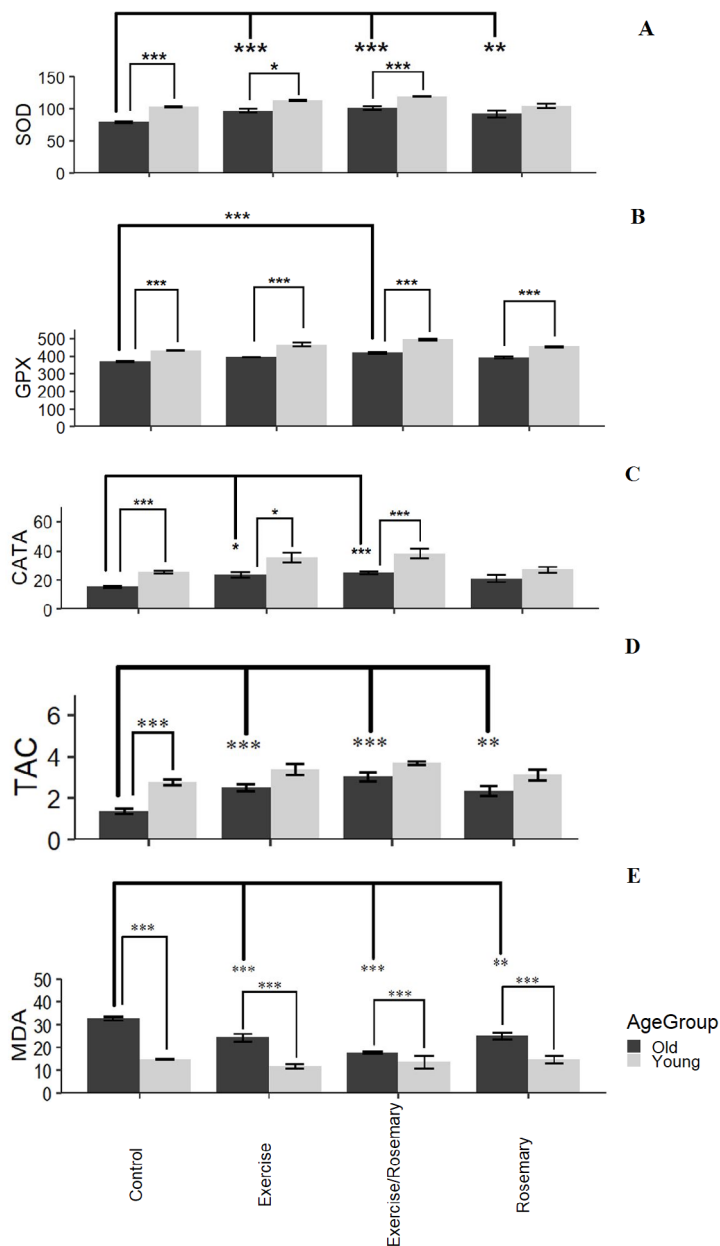 A
*** *** **
*** * ***
150
100
50
0
SOD
B
***
*** *** *** ***
500
400
300
200
100
0
GPX
C
*** * ***
* ***
60
40
20
0
CATA
D
***
*** *** **
6
4
2
0
TAC
E
***
*** *** **
*** *** ***
50
40
30
20
10
0
MDA
AgeGroup
Old
Young
Control
Exercise
Exercise/Rosemary
Rosemary